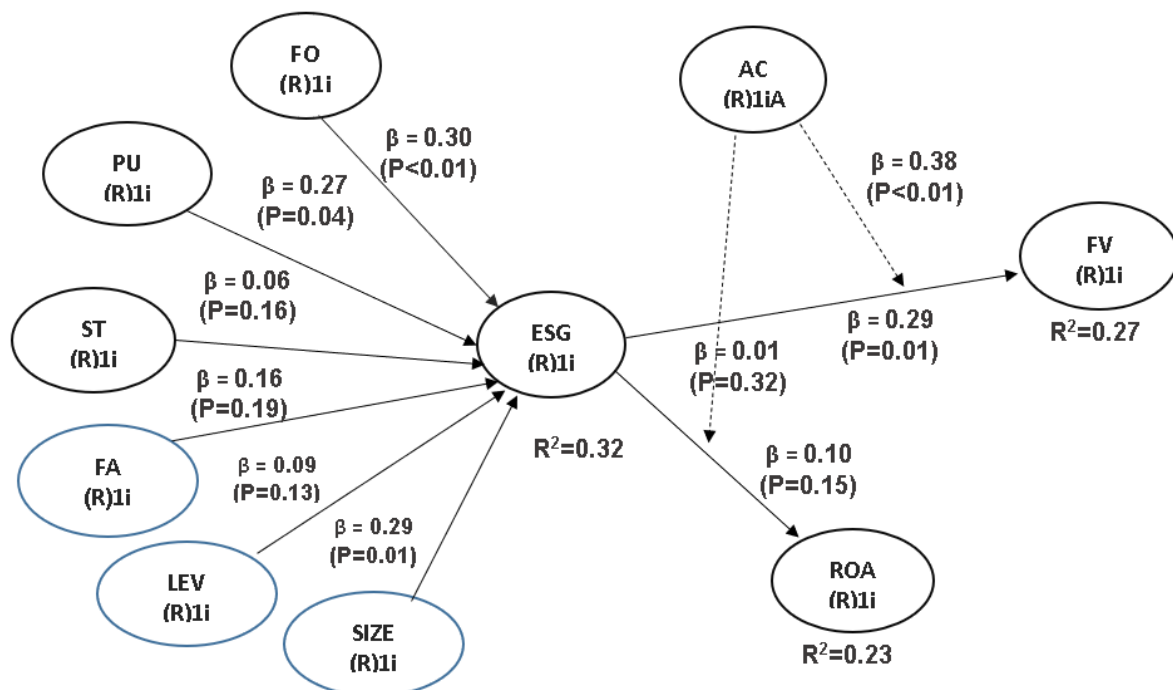 FO
(R)1i
AC
(R)1iA
β = 0.30
(P<0.01)
PU
(R)1i
β = 0.27
(P=0.04)
β = 0.38
(P<0.01)
FV
(R)1i
β = 0.06
(P=0.16)
ST
(R)1i
ESG
(R)1i
β = 0.29
(P=0.01)
R²=0.27
β = 0.01
(P=0.32)
β = 0.16
(P=0.19)
R²=0.32
FA
(R)1i
β = 0.09
(P=0.13)
β = 0.10
(P=0.15)
β = 0.29
(P=0.01)
LEV
(R)1i
ROA
(R)1i
SIZE
(R)1i
R²=0.23